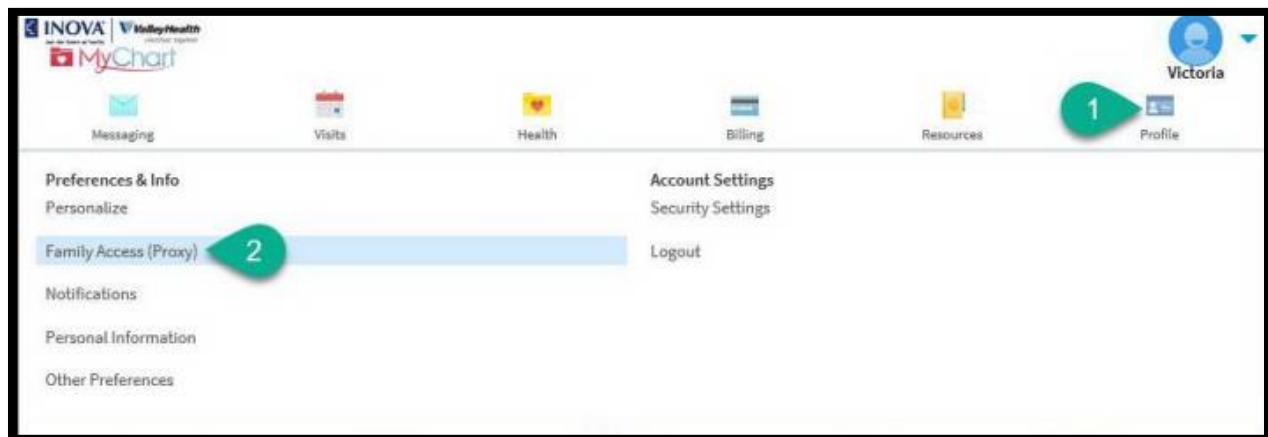 INOVA ValleyHealth
MyChart
Victoria
Messaging Visits Health Billing Resources 1 Profile
Preferences & Info Account Settings
Personalize Security Settings
Family Access (Proxy) 2 Logout
Notifications
Personal Information
Other Preferences